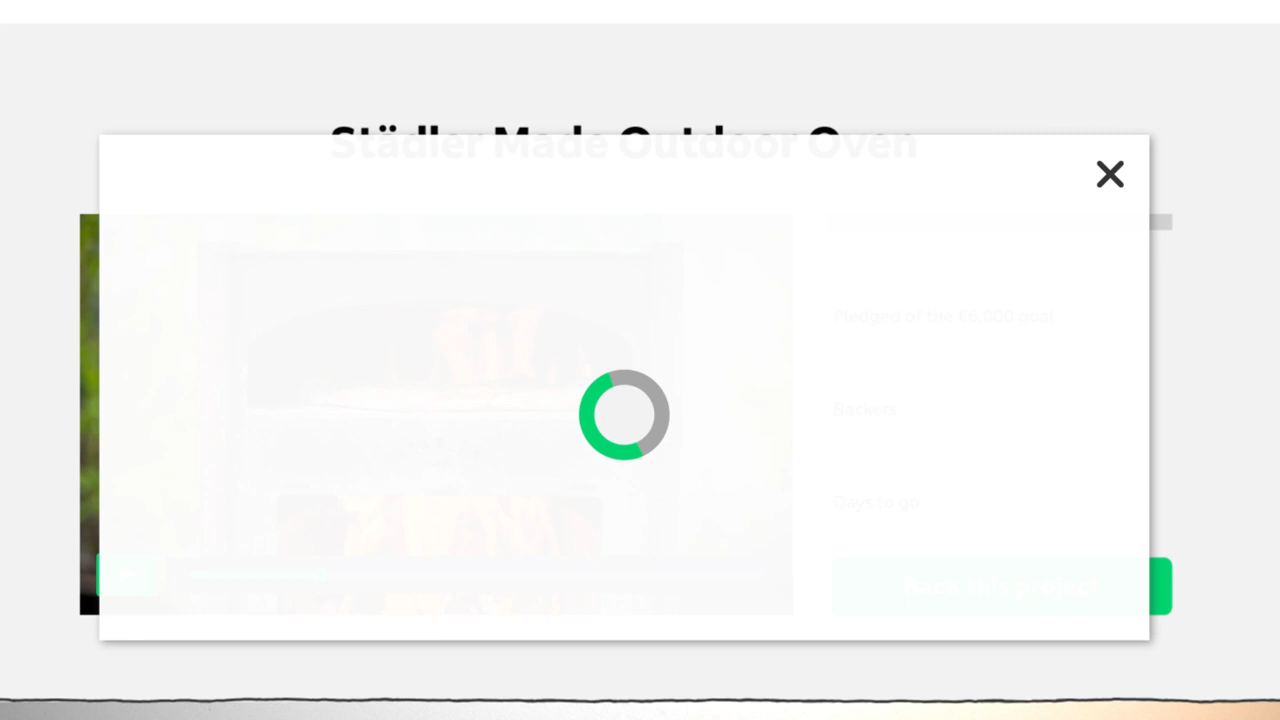 Städler Made Outdoor Oven
Pledged of the €6,000 goal
Backers
Days to go
Back this project